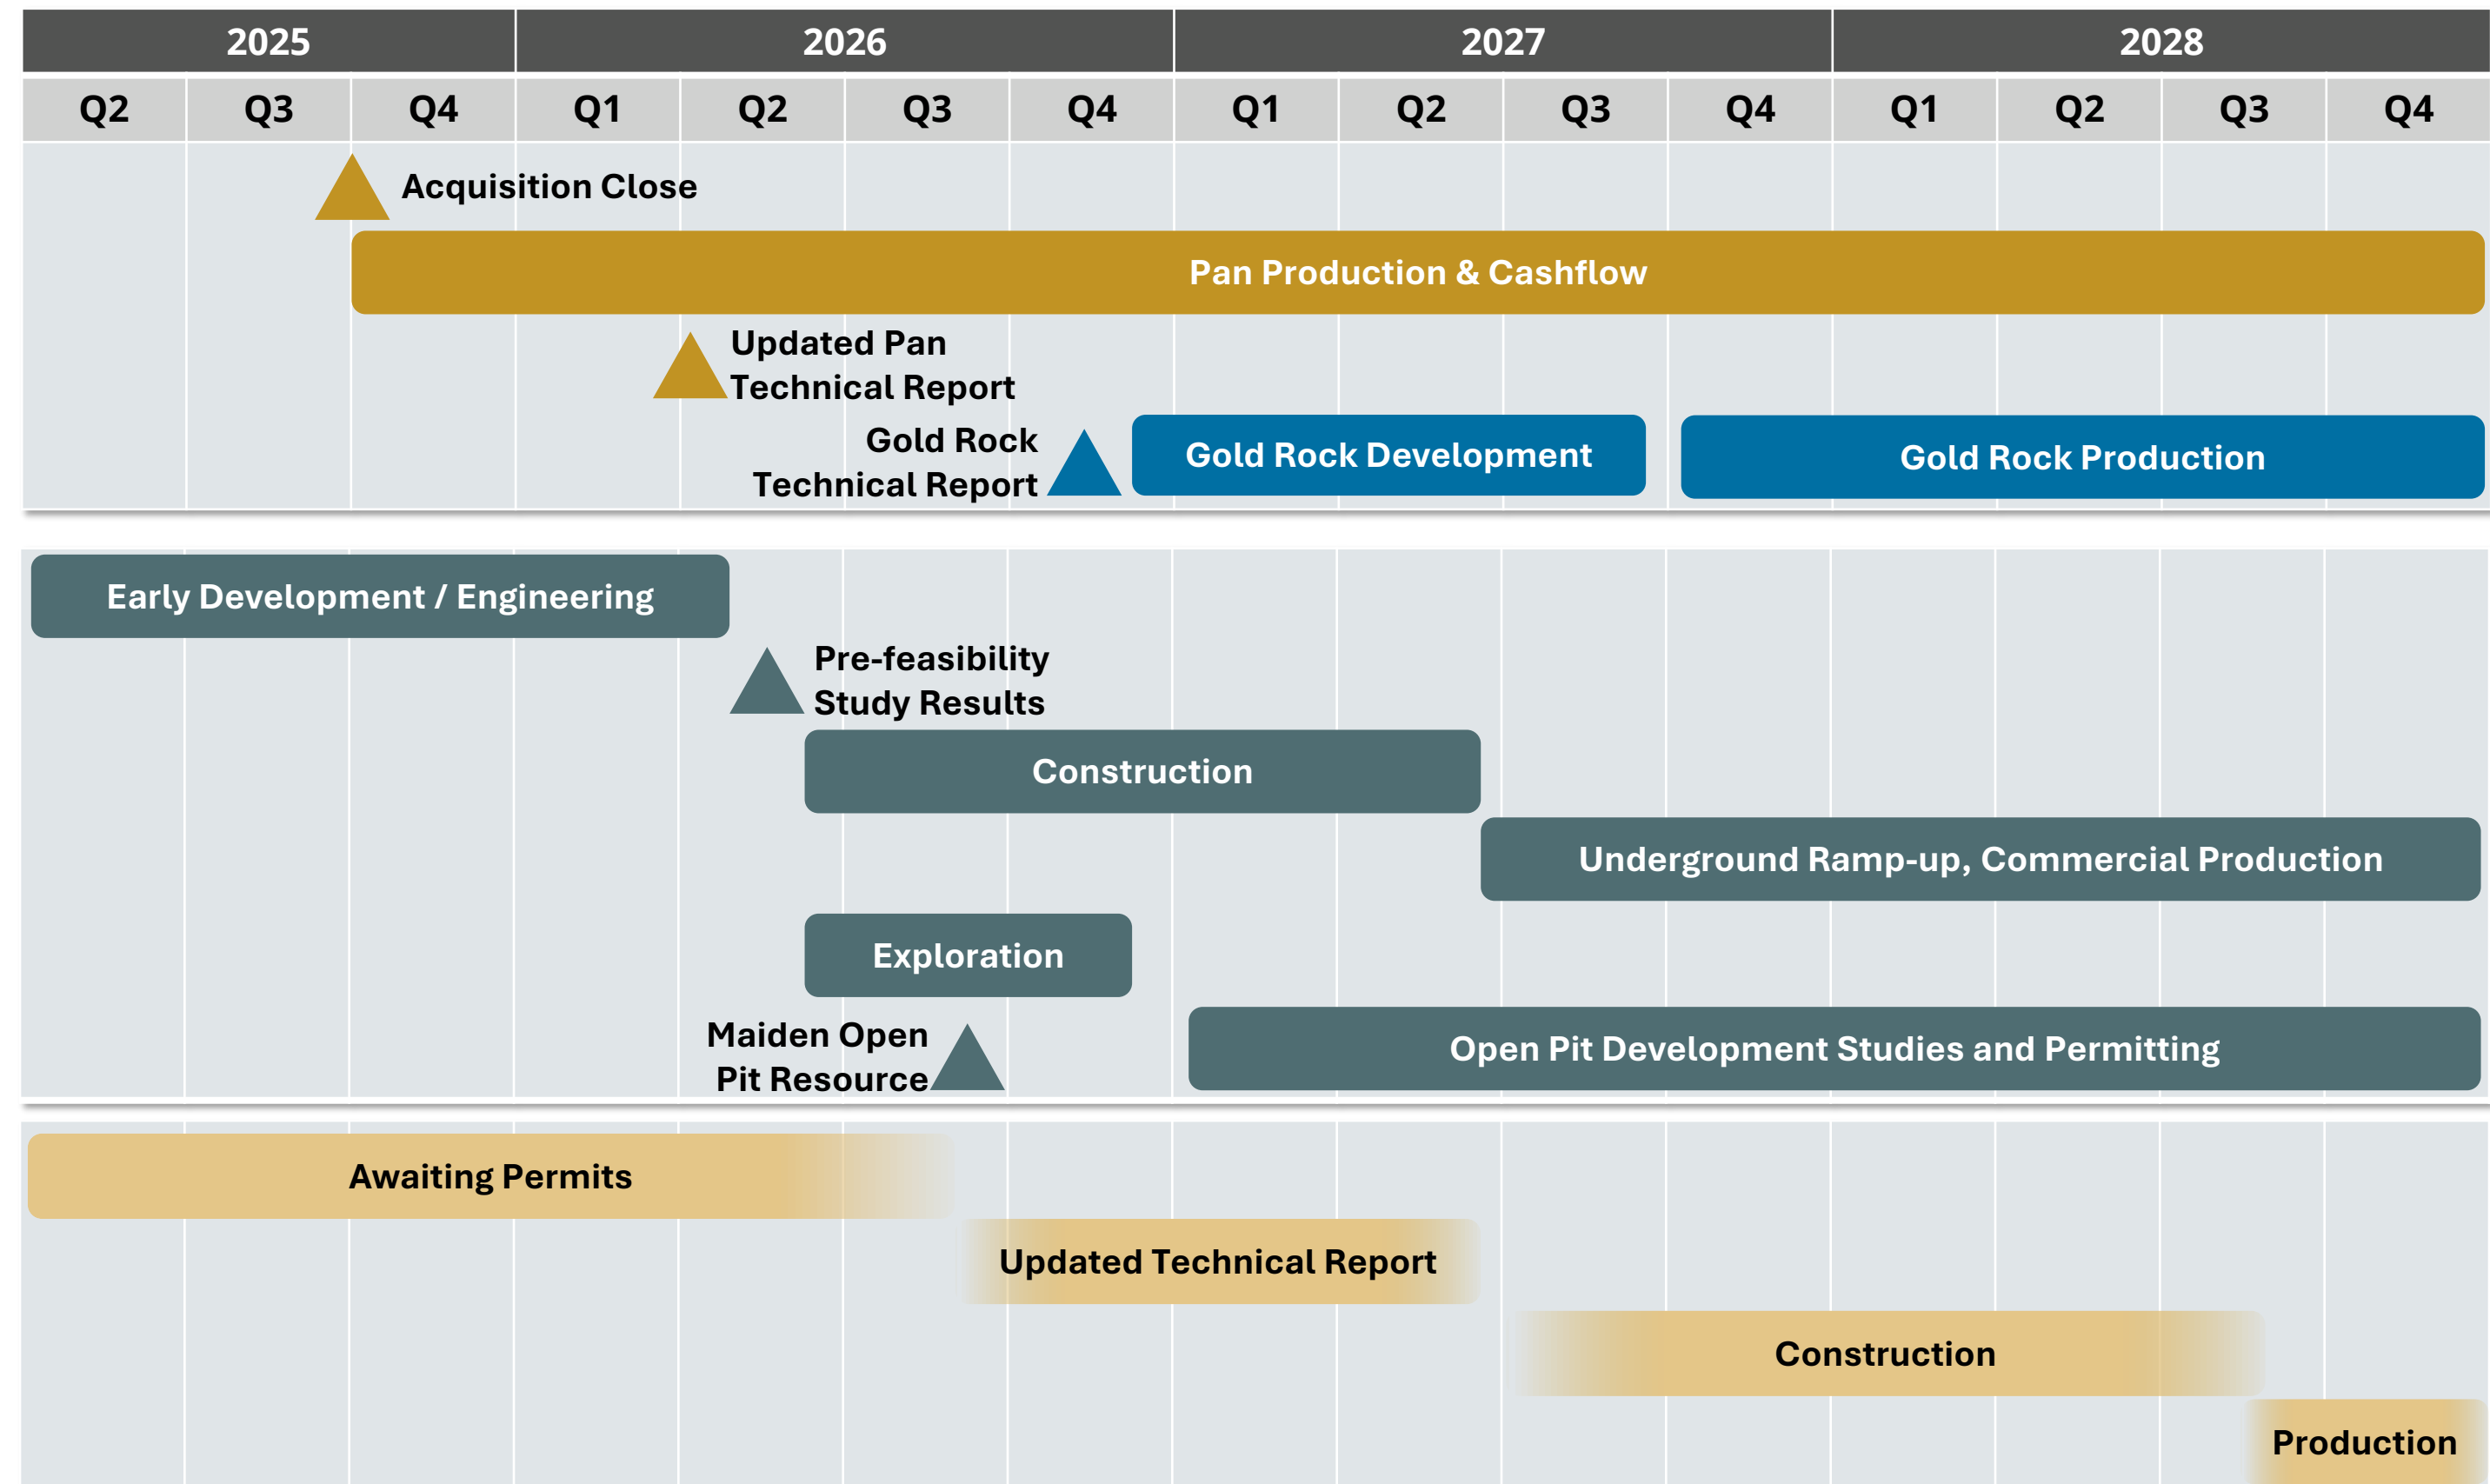 2025 2026 2027 2028
Q2 Q3 Q4 Q1 Q2 Q3 Q4 Q1 Q2 Q3 Q4 Q1 Q2 Q3 Q4
Acquisition Close
Pan Production & Cashflow
Updated Pan
Technical Report
Gold Rock
Technical Report
Gold Rock Development
Gold Rock Production
Early Development / Engineering
Pre-feasibility
Study Results
Construction
Underground Ramp-up, Commercial Production
Exploration
Maiden Open
Pit Resource
Open Pit Development Studies and Permitting
Awaiting Permits
Updated Technical Report
Construction
Production